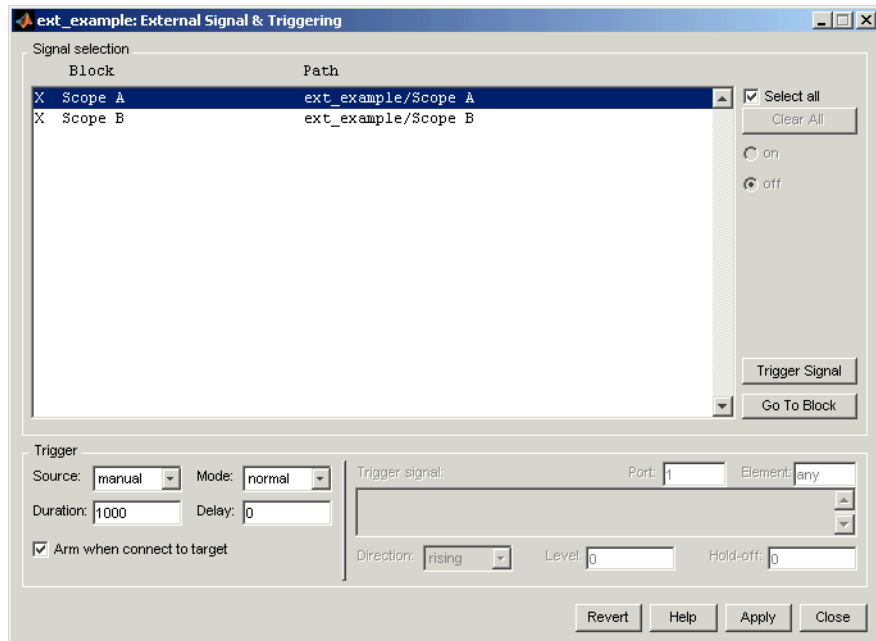 ext_example: External Signal & Triggering
Signal selection
Block Path
X Scope A ext_example/Scope A
X Scope B ext_example/Scope B
Select all
Clear All
on
off
Trigger Signal
Go To Block
Trigger
Source: manual Mode: normal
Duration: 1000 Delay: 0
Arm when connect to target
Trigger signal: Port: 1 Element: any
Direction: rising Level: 0 Hold-off: 0
Revert Help Apply Close